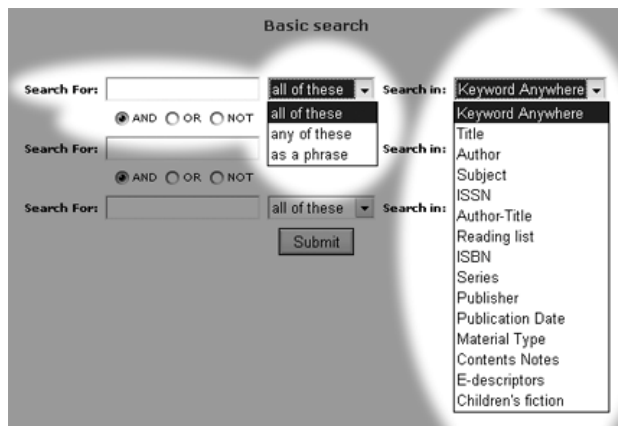 Basic search
Search For: all of these Search in: Keyword Anywhere
AND OR NOT
all of these
any of these
as a phrase
Keyword Anywhere
Title
Author
Subject
ISSN
Author-Title
Reading list
ISBN
Series
Publisher
Publication Date
Material Type
Contents Notes
E-descriptors
Children's fiction
Search For: Search in:
AND OR NOT
Search For: all of these Search in:
Submit